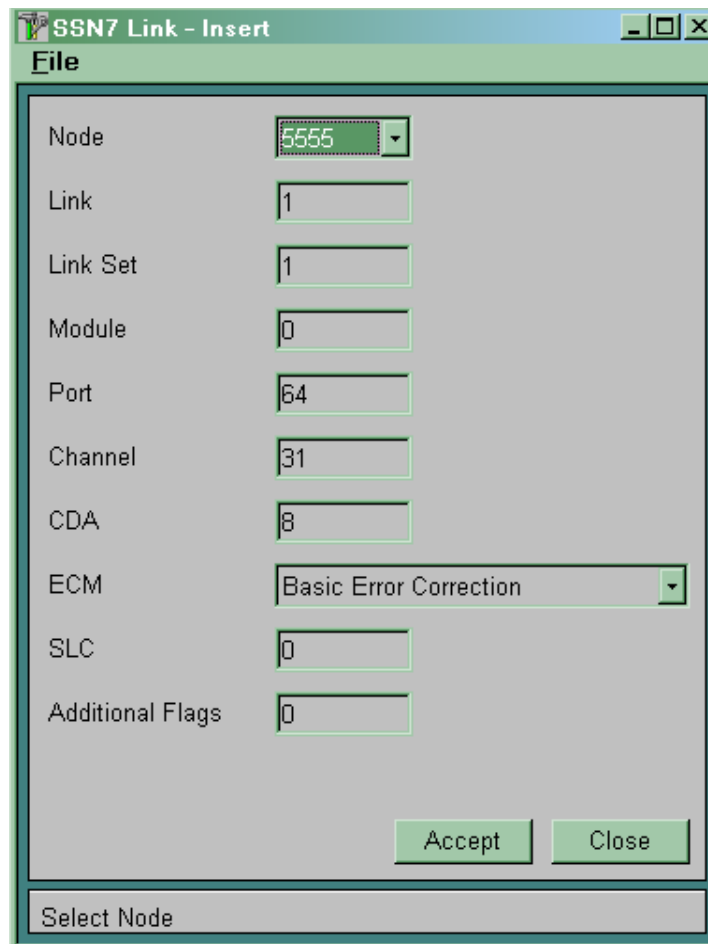 SSN7 Link - Insert
File
Node 5555
Link 1
Link Set 1
Module 0
Port 64
Channel 31
CDA 8
ECM Basic Error Correction
SLC 0
Additional Flags 0
Accept Close
Select Node